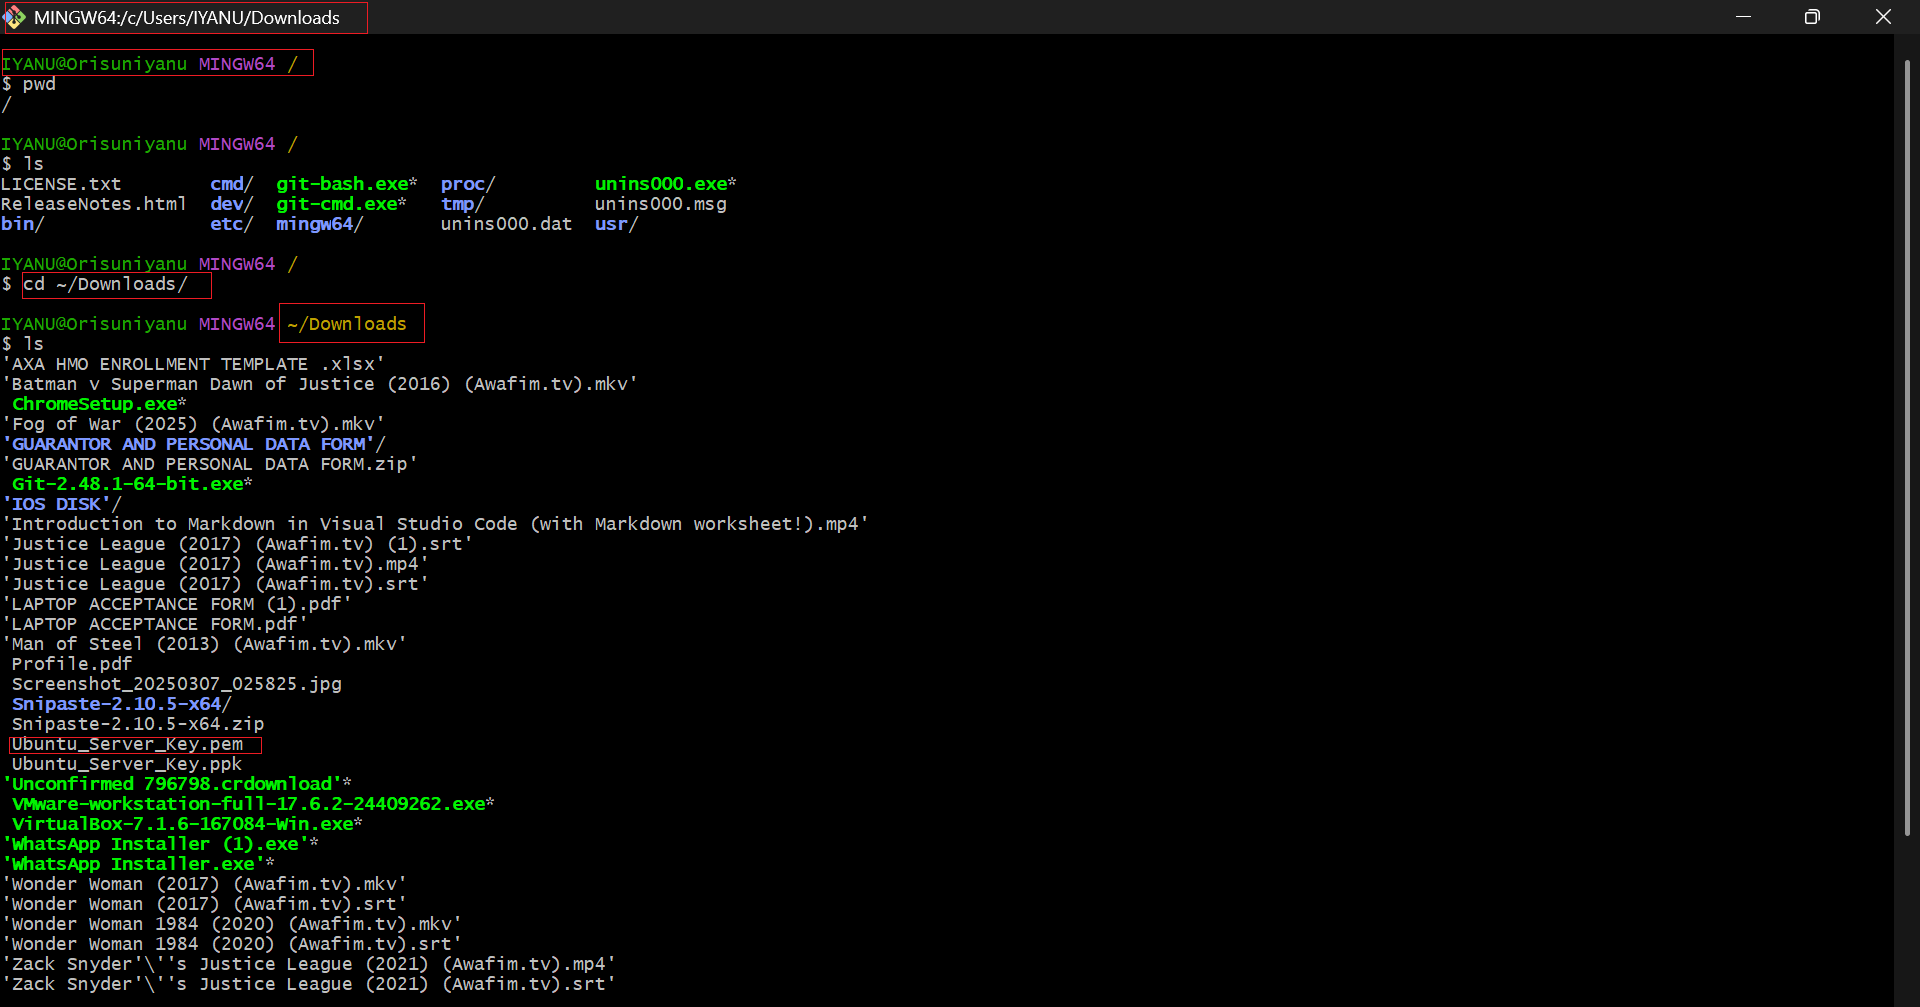 MINGW64:/c/Users/IYANU/Downloads
IYANU@Orisuniyanu MINGW64 /
$ pwd
/
IYANU@Orisuniyanu MINGW64 /
$ ls
LICENSE.txt cmd/ git-bash.exe* proc/ unins000.exe*
ReleaseNotes.html dev/ git-cmd.exe* tmp/ unins000.msg
bin/ etc/ mingw64/ unins000.dat usr/
IYANU@Orisuniyanu MINGW64 /
$ cd ~/Downloads/
IYANU@Orisuniyanu MINGW64 ~/Downloads
$ ls
'AXA HMO ENROLLMENT TEMPLATE .xlsx'
'Batman v Superman Dawn of Justice (2016) (Awafim.tv).mkv'
ChromeSetup.exe*
'Fog of War (2025) (Awafim.tv).mkv'
'GUARANTOR AND PERSONAL DATA FORM'/
'GUARANTOR AND PERSONAL DATA FORM.zip'
Git-2.48.1-64-bit.exe*
'IOS DISK'/
'Introduction to Markdown in Visual Studio Code (with Markdown worksheet!).mp4'
'Justice League (2017) (Awafim.tv) (1).srt'
'Justice League (2017) (Awafim.tv).mp4'
'Justice League (2017) (Awafim.tv).srt'
'LAPTOP ACCEPTANCE FORM (1).pdf'
'LAPTOP ACCEPTANCE FORM.pdf'
'Man of Steel (2013) (Awafim.tv).mkv'
Profile.pdf
Screenshot_20250307_025825.jpg
Snipaste-2.10.5-x64/
Snipaste-2.10.5-x64.zip
Ubuntu_Server_Key.pem
Ubuntu_Server_Key.ppk
'Unconfirmed 796798.crdownload'*
VMware-workstation-full-17.6.2-24409262.exe*
VirtualBox-7.1.6-167084-Win.exe*
'WhatsApp Installer (1).exe'*
'WhatsApp Installer.exe'*
'Wonder Woman (2017) (Awafim.tv).mkv'
'Wonder Woman (2017) (Awafim.tv).srt'
'Wonder Woman 1984 (2020) (Awafim.tv).mkv'
'Wonder Woman 1984 (2020) (Awafim.tv).srt'
'Zack Snyder'\''s Justice League (2021) (Awafim.tv).mp4'
'Zack Snyder'\''s Justice League (2021) (Awafim.tv).srt'